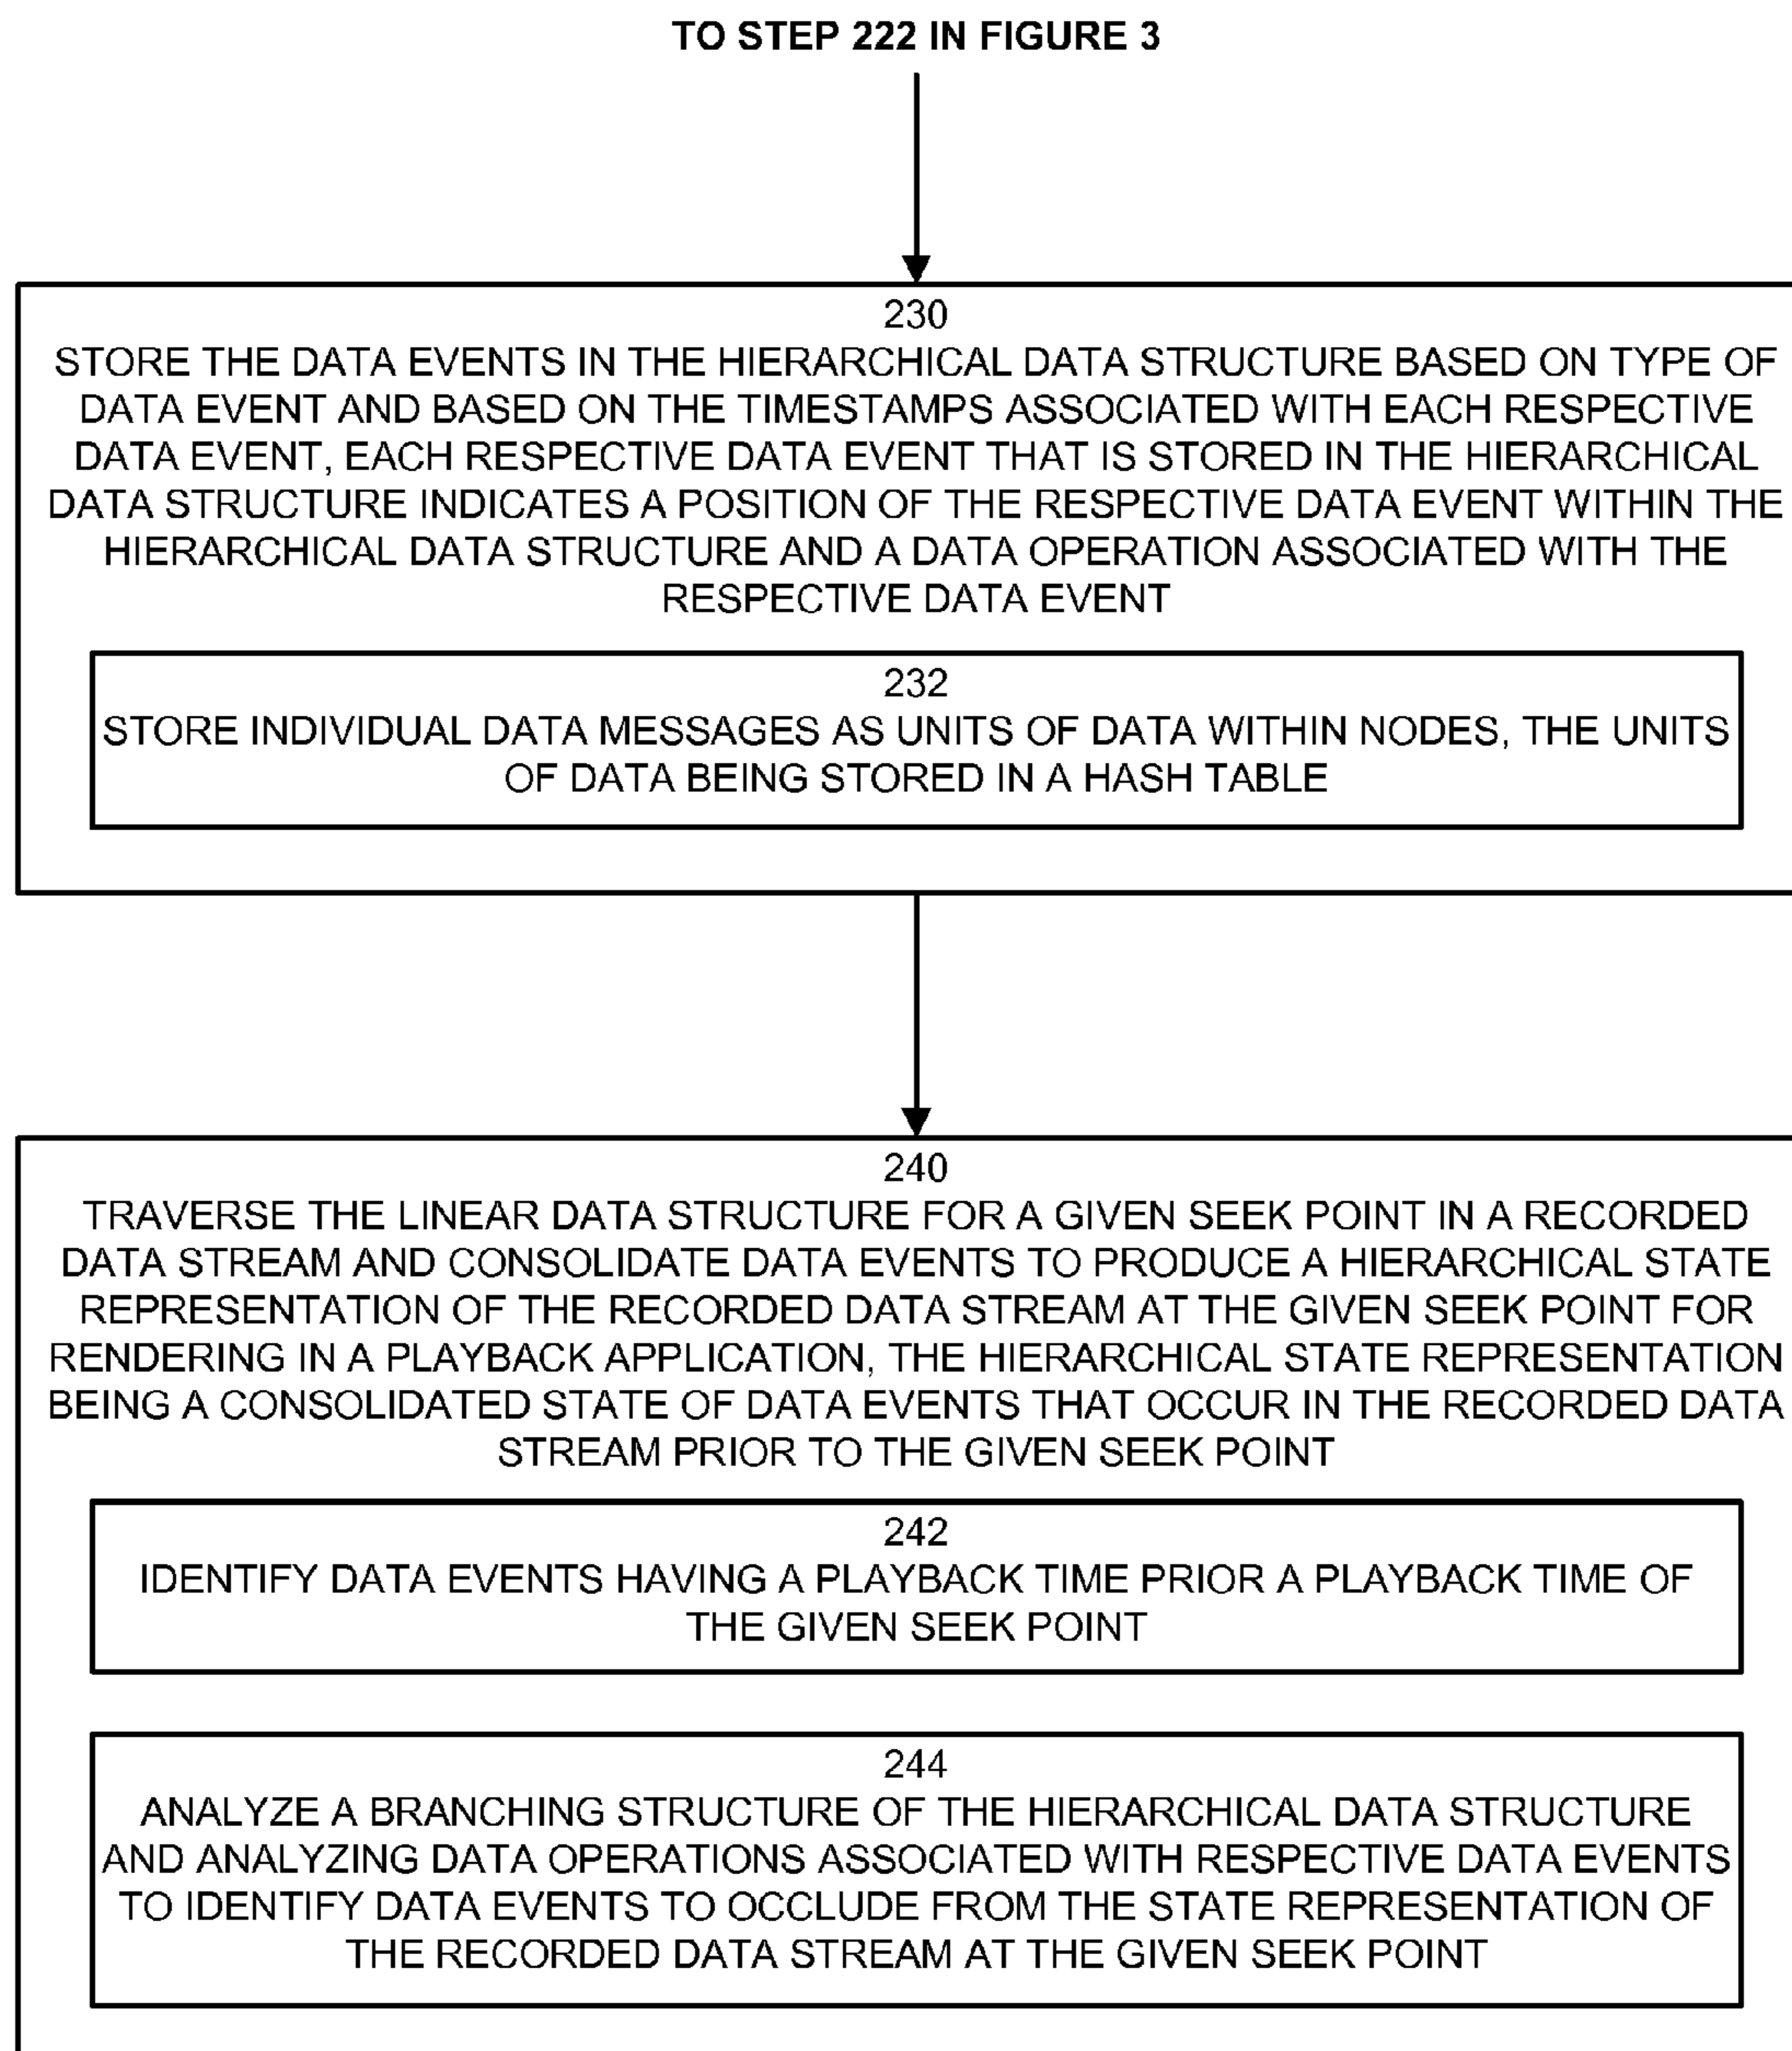 TO STEP 222 IN FIGURE 3
230
STORE THE DATA EVENTS IN THE HIERARCHICAL DATA STRUCTURE BASED ON TYPE OF
DATA EVENT AND BASED ON THE TIMESTAMPS ASSOCIATED WITH EACH RESPECTIVE
DATA EVENT, EACH RESPECTIVE DATA EVENT THAT IS STORED IN THE HIERARCHICAL
DATA STRUCTURE INDICATES A POSITION OF THE RESPECTIVE DATA EVENT WITHIN THE
HIERARCHICAL DATA STRUCTURE AND A DATA OPERATION ASSOCIATED WITH THE
RESPECTIVE DATA EVENT
232
STORE INDIVIDUAL DATA MESSAGES AS UNITS OF DATA WITHIN NODES, THE UNITS
OF DATA BEING STORED IN A HASH TABLE
240
TRAVERSE THE LINEAR DATA STRUCTURE FOR A GIVEN SEEK POINT IN A RECORDED
DATA STREAM AND CONSOLIDATE DATA EVENTS TO PRODUCE A HIERARCHICAL STATE
REPRESENTATION OF THE RECORDED DATA STREAM AT THE GIVEN SEEK POINT FOR
RENDERING IN A PLAYBACK APPLICATION, THE HIERARCHICAL STATE REPRESENTATION
BEING A CONSOLIDATED STATE OF DATA EVENTS THAT OCCUR IN THE RECORDED DATA
STREAM PRIOR TO THE GIVEN SEEK POINT
242
IDENTIFY DATA EVENTS HAVING A PLAYBACK TIME PRIOR A PLAYBACK TIME OF
THE GIVEN SEEK POINT
244
ANALYZE A BRANCHING STRUCTURE OF THE HIERARCHICAL DATA STRUCTURE
AND ANALYZING DATA OPERATIONS ASSOCIATED WITH RESPECTIVE DATA EVENTS
TO IDENTIFY DATA EVENTS TO OCCLUDE FROM THE STATE REPRESENTATION OF
THE RECORDED DATA STREAM AT THE GIVEN SEEK POINT